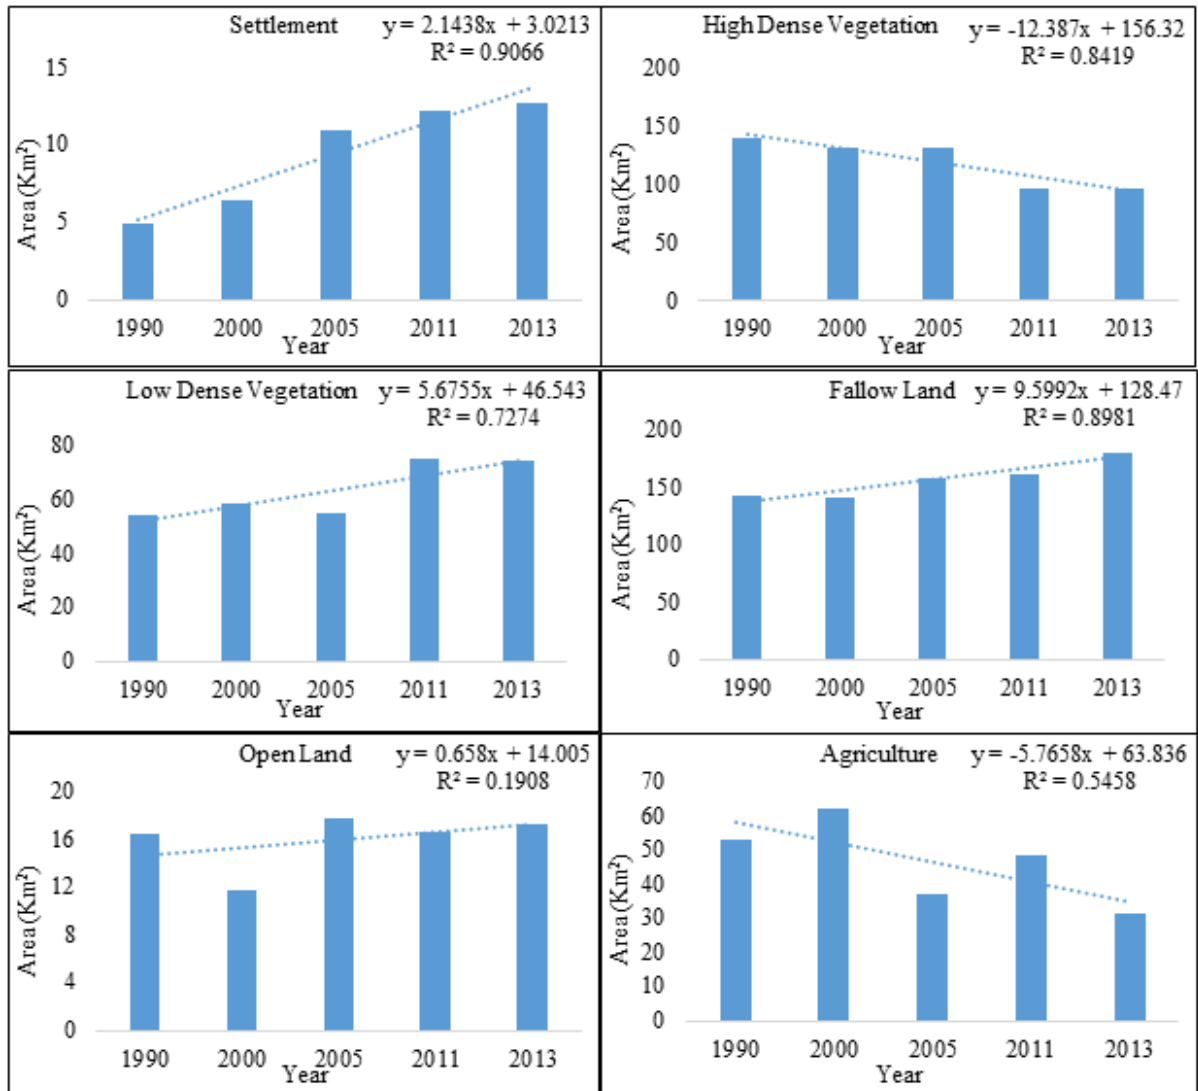 Settlement y = 2.1438x + 3.0213
R² = 0.9066
15
10
5
0
Area (Km²)
1990 2000 2005 2011 2013
Year
High Dense Vegetation y = -12.387x + 156.32
R² = 0.8419
200
150
100
50
0
Area (Km²)
1990 2000 2005 2011 2013
Year
Low Dense Vegetation y = 5.6755x + 46.543
R² = 0.7274
80
60
40
20
0
Area (Km²)
1990 2000 2005 2011 2013
Year
Fallow Land y = 9.5992x + 128.47
R² = 0.8981
200
150
100
50
0
Area (Km²)
1990 2000 2005 2011 2013
Year
Open Land y = 0.658x + 14.005
R² = 0.1908
20
16
12
8
4
0
Area (Km²)
1990 2000 2005 2011 2013
Year
Agriculture y = -5.7658x + 63.836
R² = 0.5458
70
60
50
40
30
20
10
0
Area (Km²)
1990 2000 2005 2011 2013
Year